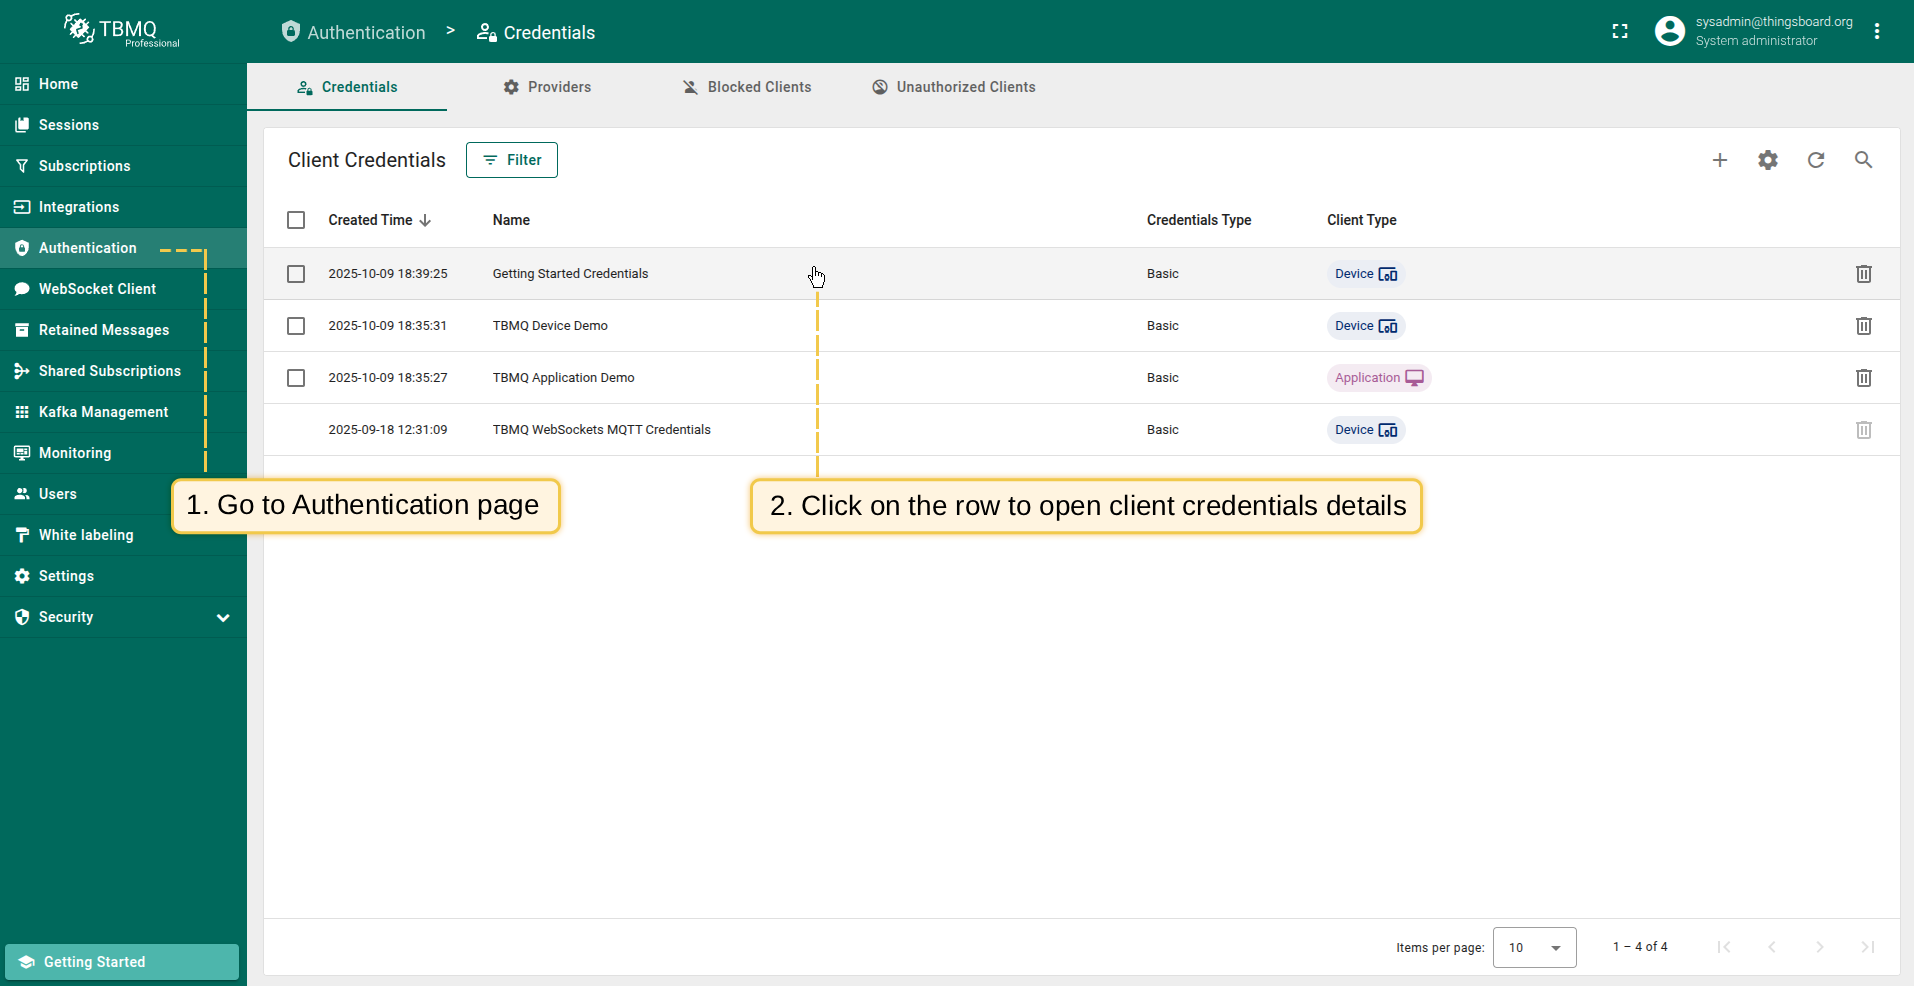 TBMQ
Professional
Authentication > Credentials
sysadmin@thingsboard.org
System administrator
Home
Sessions
Subscriptions
Integrations
Authentication
WebSocket Client
Retained Messages
Shared Subscriptions
Kafka Management
Monitoring
Users
White labeling
Settings
Security
Getting Started
Credentials Providers Blocked Clients Unauthorized Clients
Client Credentials Filter
Created Time Name Credentials Type Client Type
2025-10-09 18:39:25 Getting Started Credentials Basic Device
2025-10-09 18:35:31 TBMQ Device Demo Basic Device
2025-10-09 18:35:27 TBMQ Application Demo Basic Application
2025-09-18 12:31:09 TBMQ WebSockets MQTT Credentials Basic Device
1. Go to Authentication page
2. Click on the row to open client credentials details
Items per page: 10 1 – 4 of 4